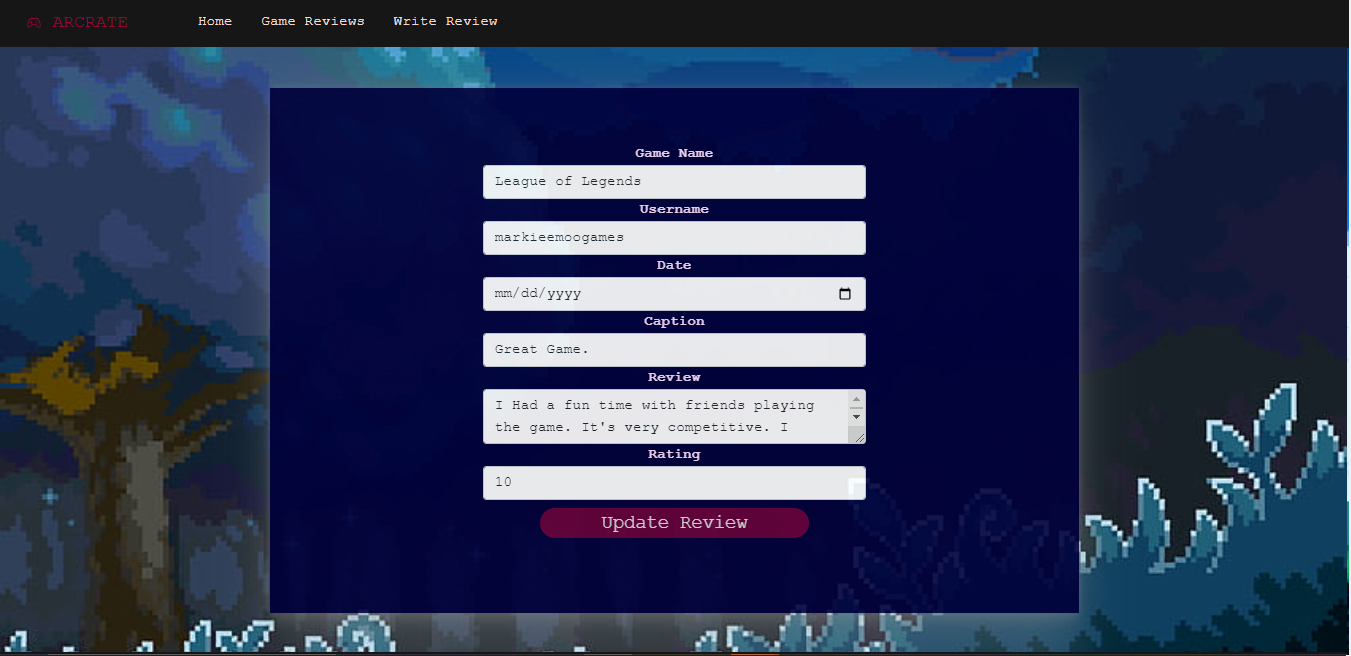 ARCRATE Home Game Reviews Write Review
Game Name
League of Legends
Username
markieemoogames
Date
mm/dd/yyyy
Caption
Great Game.
Review
I Had a fun time with friends playing
the game. It's very competitive. I
Rating
10
Update Review